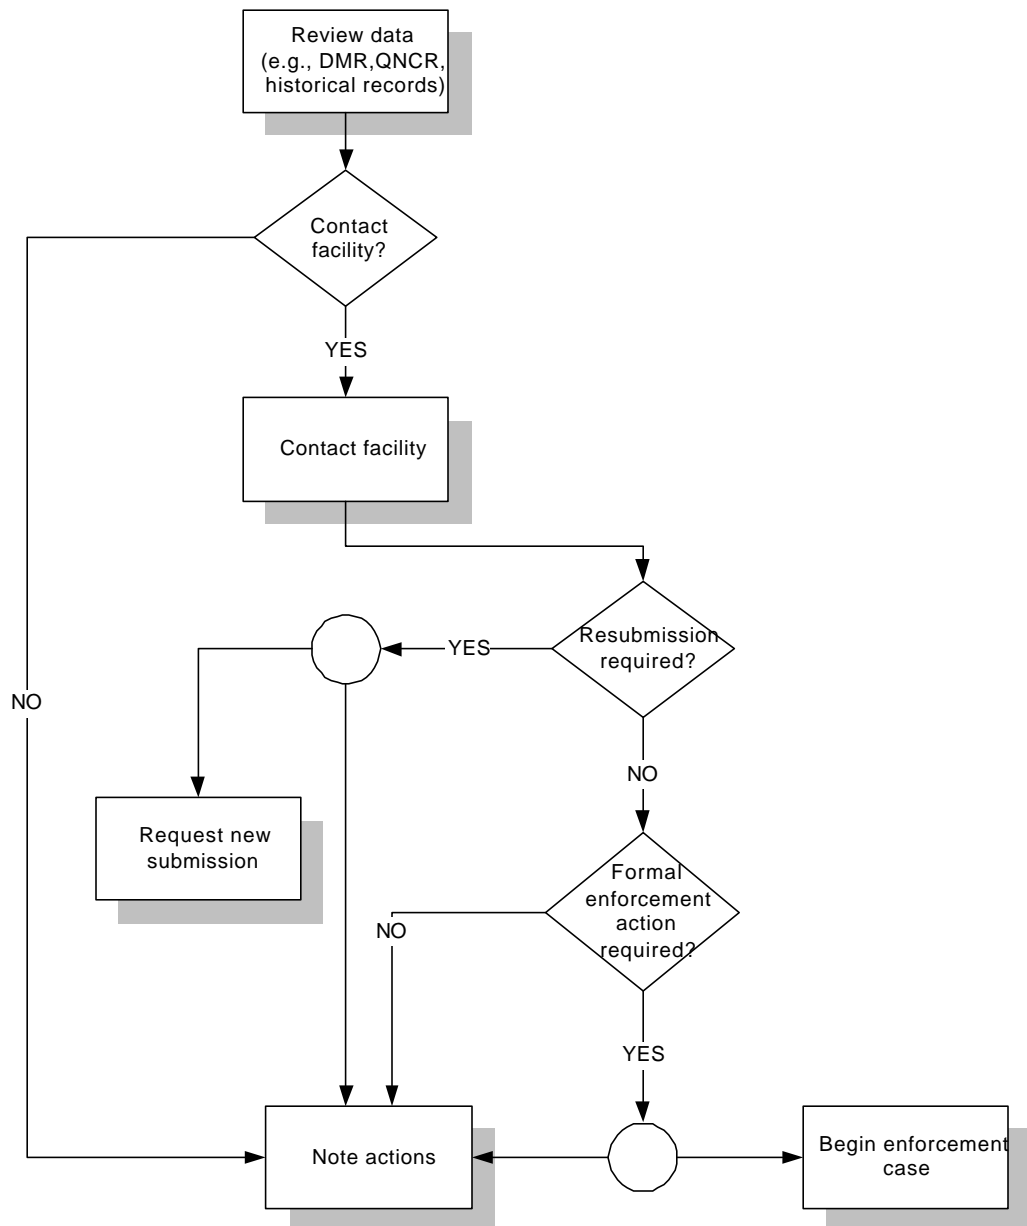 Review data
(e.g., DMR,QNCR,
historical records)
Contact
facility?
YES
Contact facility
Resubmission
required?
YES
NO
NO
Request new
submission
Formal
enforcement
action
required?
NO
YES
Note actions
Begin enforcement
case